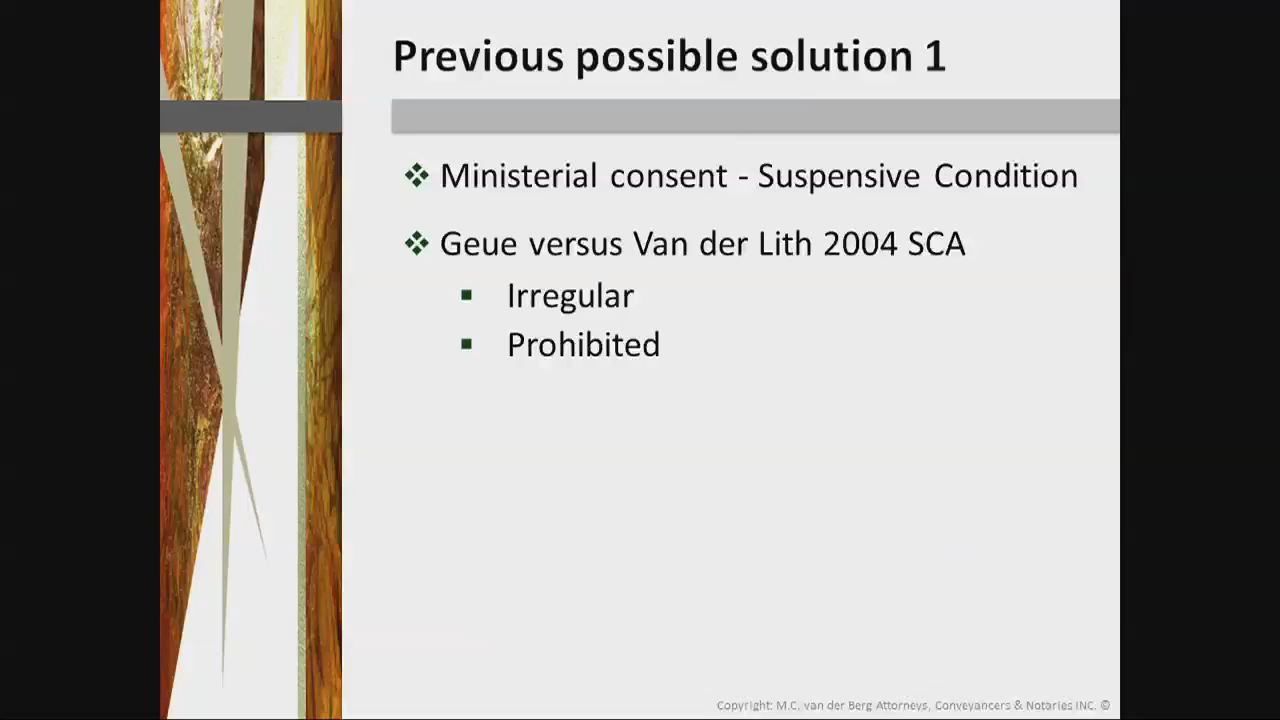 Previous possible solution 1
Ministerial consent - Suspensive Condition
Geue versus Van der Lith 2004 SCA
Irregular
Prohibited
Copyright: M.C. van der Berg Attorneys, Conveyancers & Notaries INC. ©